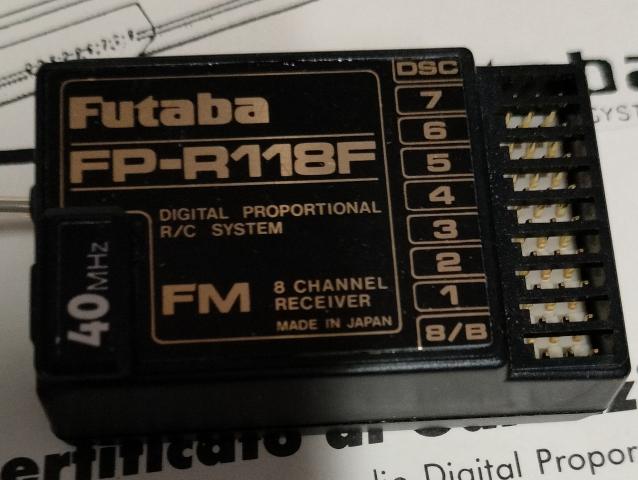 Futaba
FP-R118F
DIGITAL PROPORTIONAL
R/C SYSTEM
FM
8 CHANNEL
RECEIVER
MADE IN JAPAN
40MHz
DSC
7
6
5
4
3
2
1
8/B
ba
Digital Propor